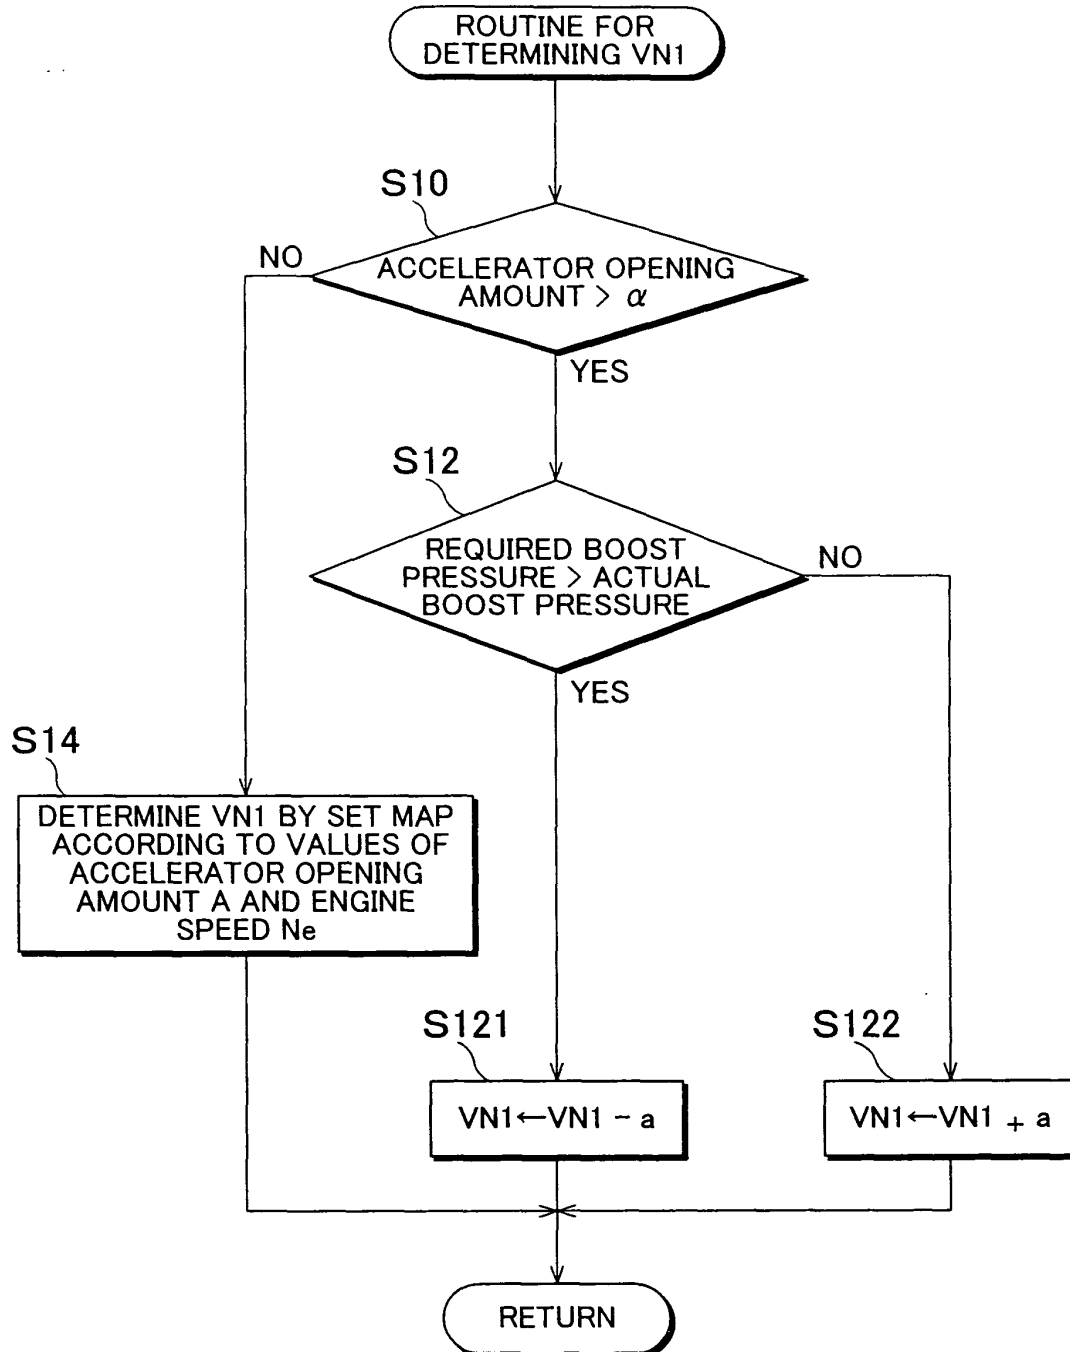 ROUTINE FOR
DETERMINING VN1
S10
NO
ACCELERATOR OPENING
AMOUNT > α
YES
S12
REQUIRED BOOST
PRESSURE > ACTUAL
BOOST PRESSURE
NO
YES
S14
DETERMINE VN1 BY SET MAP
ACCORDING TO VALUES OF
ACCELERATOR OPENING
AMOUNT A AND ENGINE
SPEED Ne
S121
VN1←VN1 − a
S122
VN1←VN1 + a
RETURN